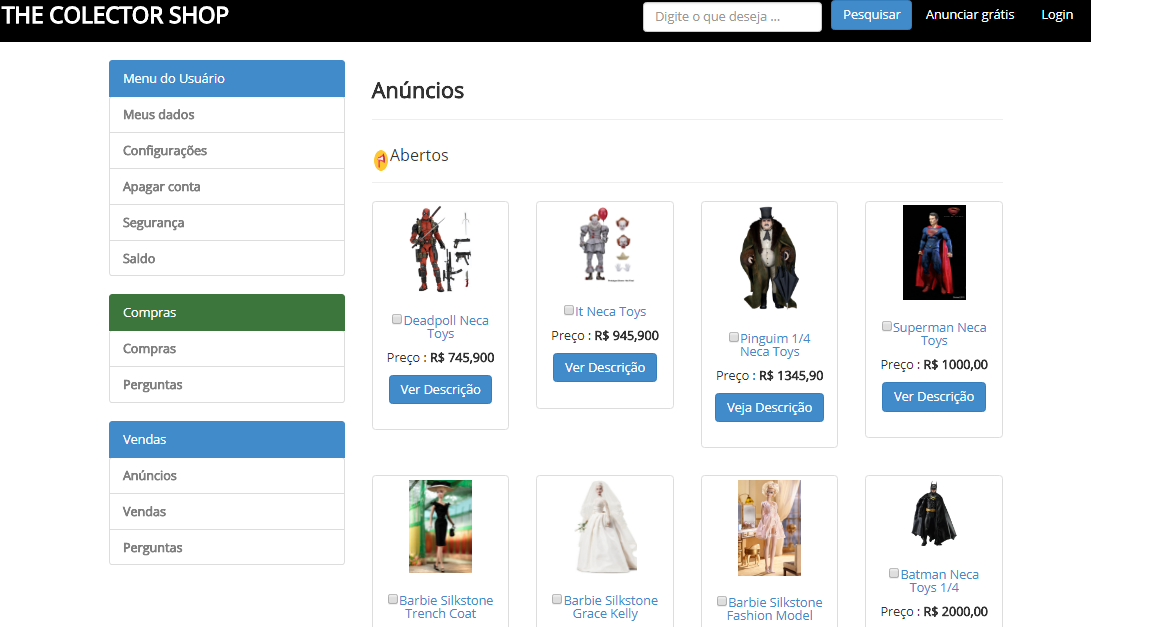 THE COLECTOR SHOP
Digite o que deseja ...
Pesquisar
Anunciar grátis
Login
Menu do Usuário
Meus dados
Configurações
Apagar conta
Segurança
Saldo
Compras
Compras
Perguntas
Vendas
Anúncios
Vendas
Perguntas
Anúncios
Abertos
Deadpoll Neca
Toys
Preço : R$ 745,900
Ver Descrição
It Neca Toys
Preço : R$ 945,900
Ver Descrição
Pinguim 1/4
Neca Toys
Preço : R$ 1345,90
Veja Descrição
Superman Neca
Toys
Preço : R$ 1000,00
Ver Descrição
Barbie Silkstone
Trench Coat
Barbie Silkstone
Grace Kelly
Barbie Silkstone
Fashion Model
Batman Neca
Toys 1/4
Preço : R$ 2000,00